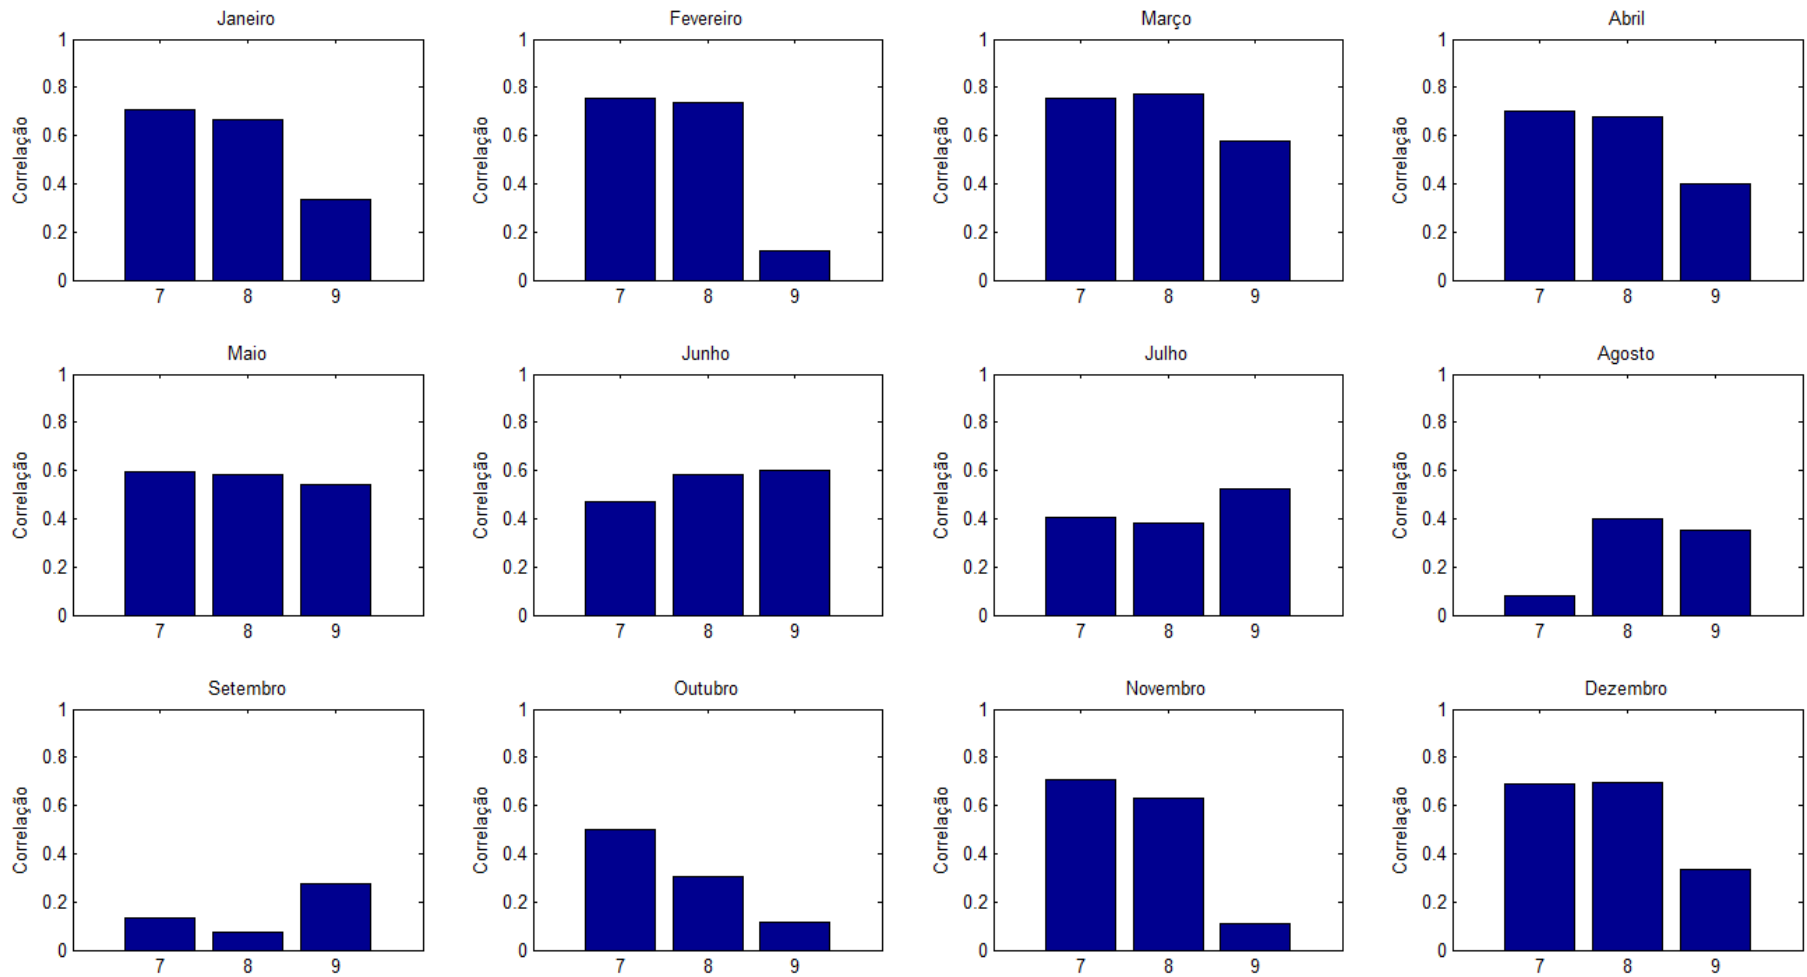 Janeiro
Correlação
1
0.8
0.6
0.4
0.2
0
7 8 9
Fevereiro
Correlação
1
0.8
0.6
0.4
0.2
0
7 8 9
Março
Correlação
1
0.8
0.6
0.4
0.2
0
7 8 9
Abril
Correlação
1
0.8
0.6
0.4
0.2
0
7 8 9
Maio
Correlação
1
0.8
0.6
0.4
0.2
0
7 8 9
Junho
Correlação
1
0.8
0.6
0.4
0.2
0
7 8 9
Julho
Correlação
1
0.8
0.6
0.4
0.2
0
7 8 9
Agosto
Correlação
1
0.8
0.6
0.4
0.2
0
7 8 9
Setembro
Correlação
1
0.8
0.6
0.4
0.2
0
7 8 9
Outubro
Correlação
1
0.8
0.6
0.4
0.2
0
7 8 9
Novembro
Correlação
1
0.8
0.6
0.4
0.2
0
7 8 9
Dezembro
Correlação
1
0.8
0.6
0.4
0.2
0
7 8 9